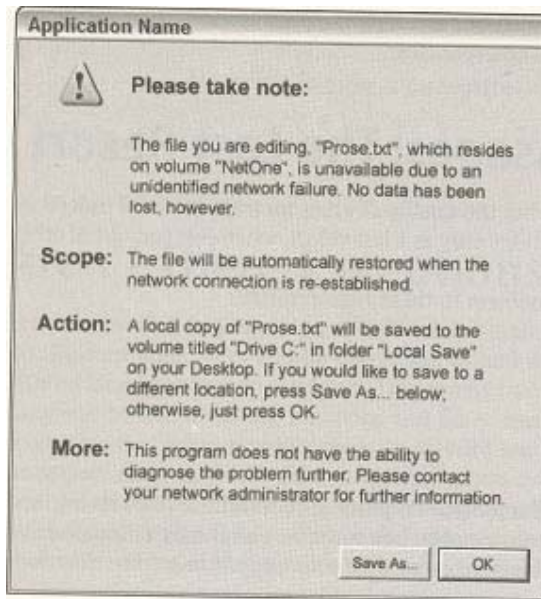 Application Name
Please take note:
The file you are editing, "Prose.txt", which resides
on volume "NetOne", is unavailable due to an
unidentified network failure. No data has been
lost, however.
Scope: The file will be automatically restored when the
network connection is re-established.
Action: A local copy of "Prose.txt" will be saved to the
volume titled "Drive C:" in folder "Local Save"
on your Desktop. If you would like to save to a
different location, press Save As... below;
otherwise, just press OK.
More: This program does not have the ability to
diagnose the problem further. Please contact
your network administrator for further information.
Save As...
OK